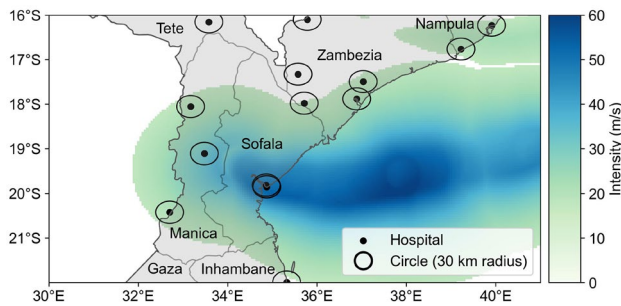 16°S
17°S
18°S
19°S
20°S
21°S
30°E
32°E
34°E
36°E
38°E
40°E
Tete
Nampula
Zambezia
Sofala
Manica
Gaza
Inhambane
Hospital
Circle (30 km radius)
60
50
40
30
20
10
0
Intensity (m/s)